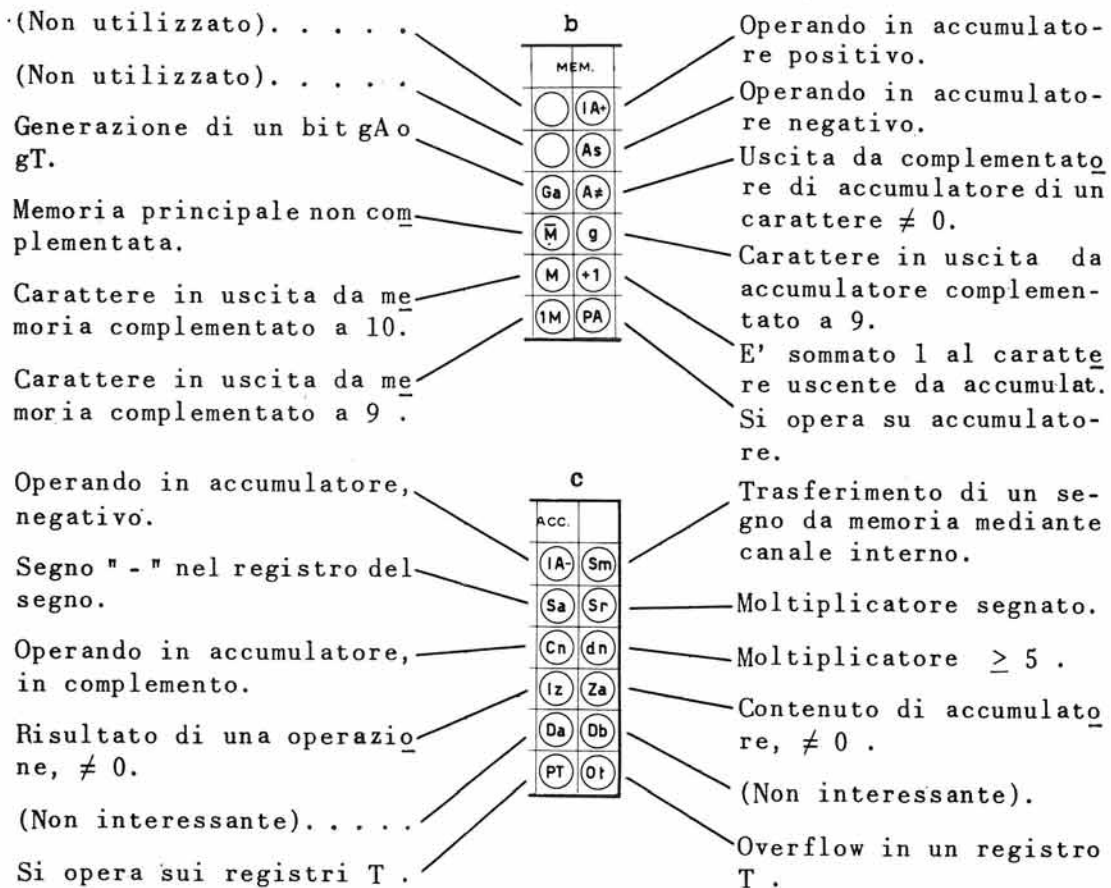 (Non utilizzato). . . . .
(Non utilizzato). . . . .
Generazione di un bit gA o
gT.
Memoria principale non com
plementata.
Carattere in uscita da me
moria complementato a 10.
Carattere in uscita da me
moria complementato a 9 .
b
MEM.
IA+
As
Ga A≠
M̄ g
M +1
1M PA
Operando in accumulato-
re positivo.
Operando in accumulato-
re negativo.
Uscita da complementato
re di accumulatore di un
carattere ≠ 0.
Carattere in uscita da
accumulatore complemen-
tato a 9.
E' sommato 1 al caratte
re uscente da accumulat.
Si opera su accumulato-
re.
Operando in accumulatore,
negativo.
Segno " - " nel registro del
segno.
Operando in accumulatore,
in complemento.
Risultato di una operazio
ne, ≠ 0.
(Non interessante). . . . .
Si opera sui registri T .
c
ACC.
IA- Sm
Sa Sr
Cn dn
Iz Za
Da Db
PT Ot
Trasferimento di un se-
gno da memoria mediante
canale interno.
Moltiplicatore segnato.
Moltiplicatore ≥ 5 .
Contenuto di accumulato
re, ≠ 0 .
(Non interessante).
Overflow in un registro
T .